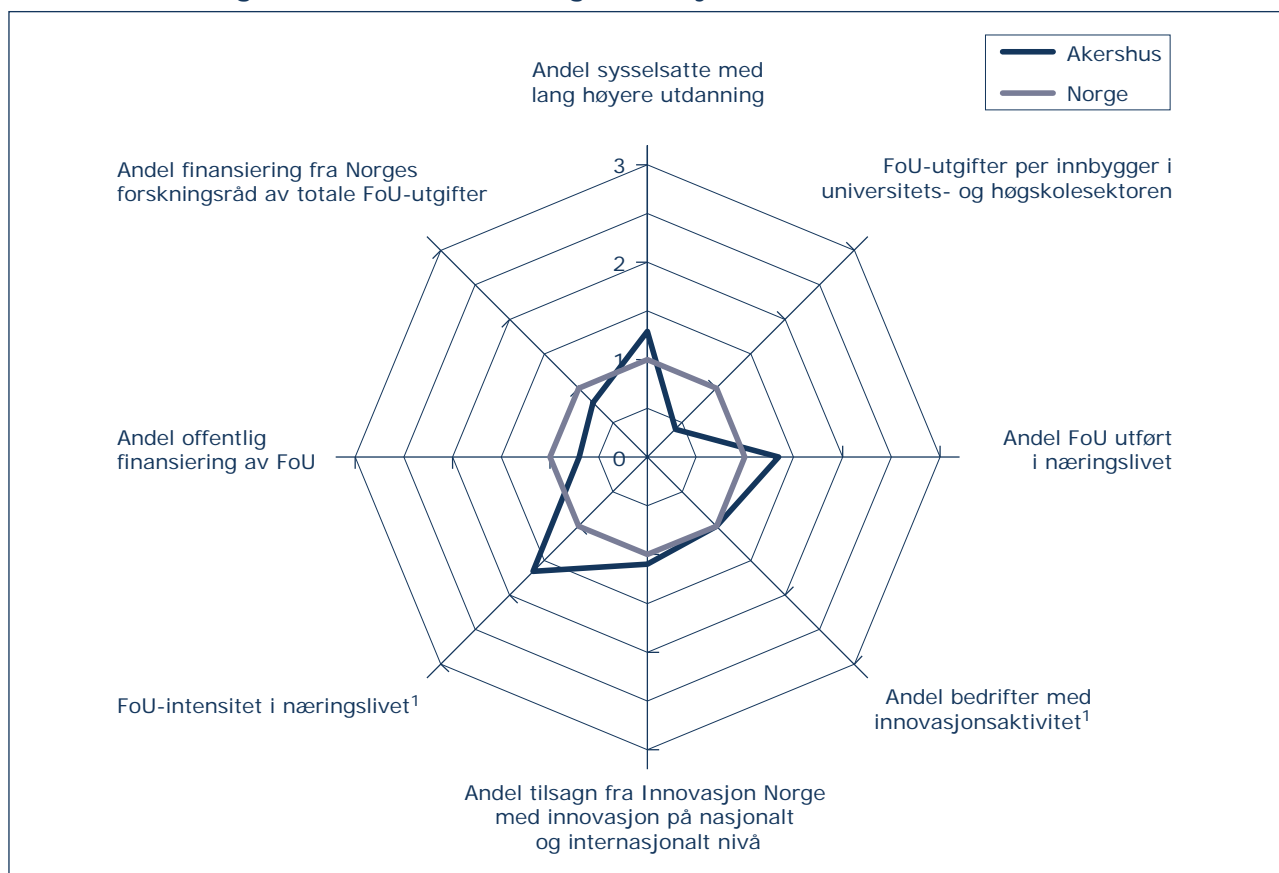 Akershus
Norge
Andel sysselsatte med
lang høyere utdanning
FoU-utgifter per innbygger i
universitets- og høgskolesektoren
Andel FoU utført
i næringslivet
Andel bedrifter med
innovasjonsaktivitet¹
Andel tilsagn fra Innovasjon Norge
med innovasjon på nasjonalt
og internasjonalt nivå
FoU-intensitet i næringslivet¹
Andel offentlig
finansiering av FoU
Andel finansiering fra Norges
forskningsråd av totale FoU-utgifter
3
2
1
0